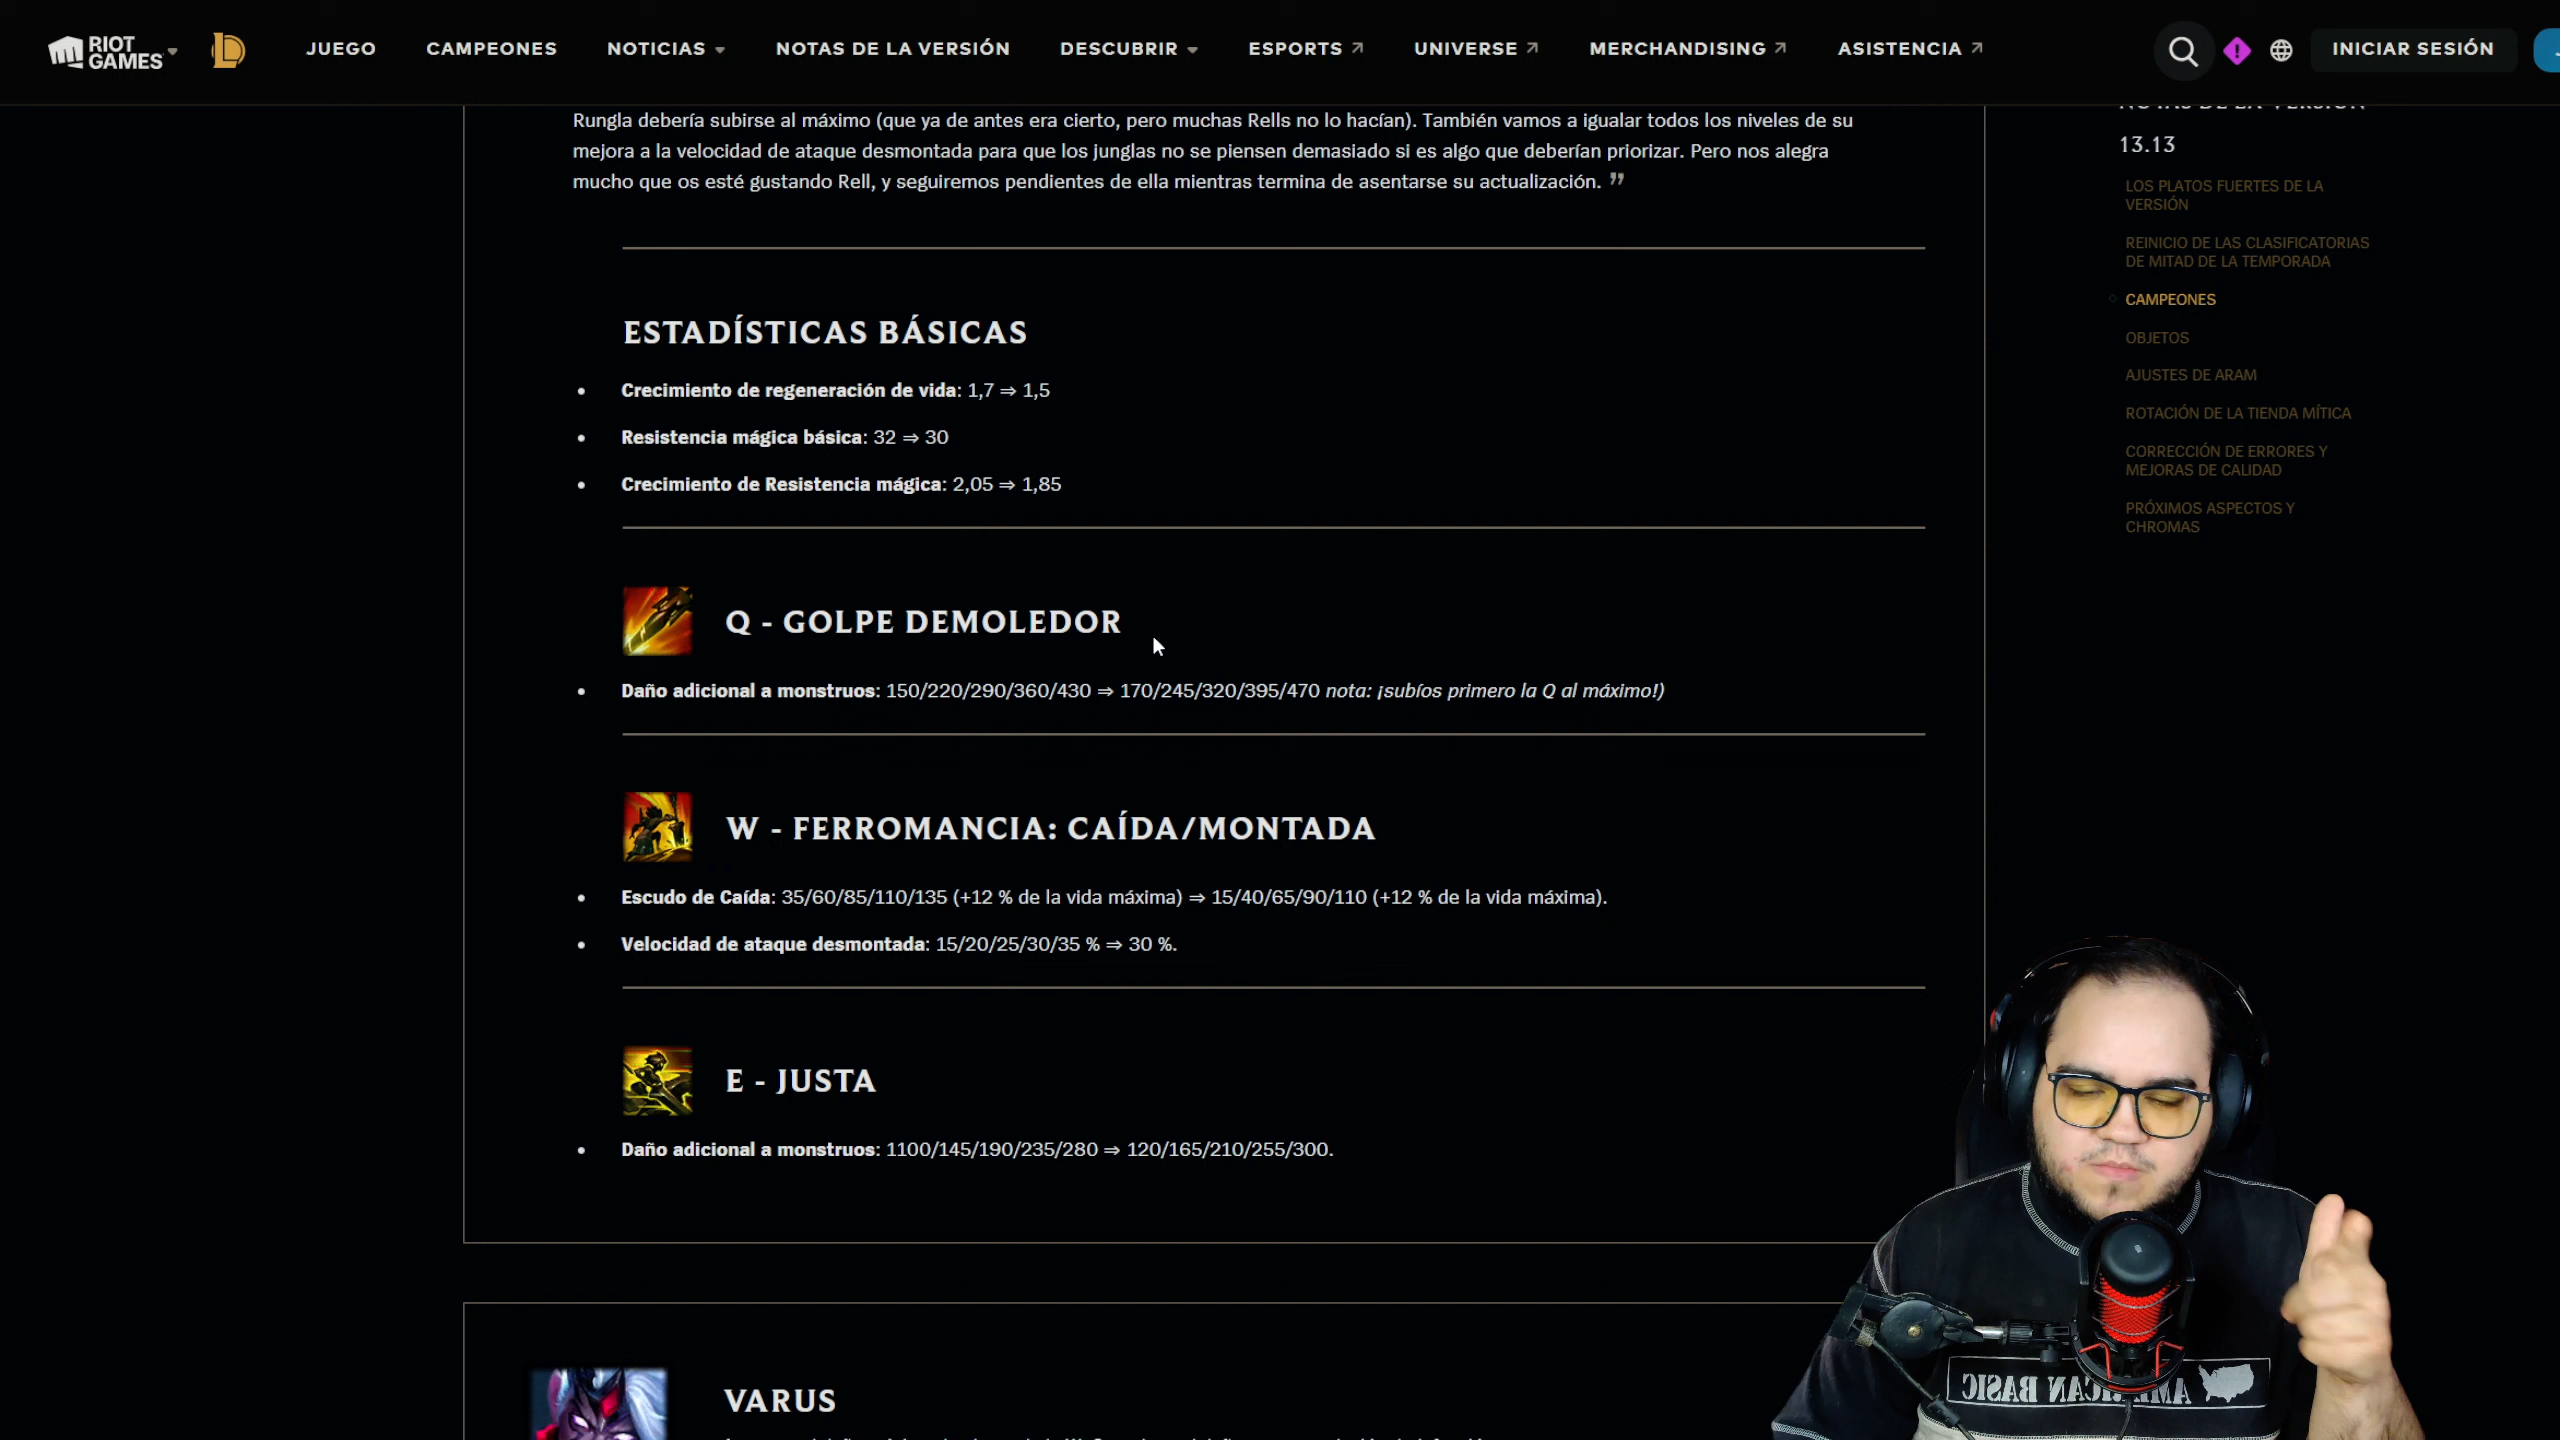 RIOT GAMES
JUEGO CAMPEONES NOTICIAS NOTAS DE LA VERSIÓN DESCUBRIR ESPORTS UNIVERSE MERCHANDISING ASISTENCIA INICIAR SESIÓN
Rungla debería subirse al máximo (que ya de antes era cierto, pero muchas Rells no lo hacían). También vamos a igualar todos los niveles de su
mejora a la velocidad de ataque desmontada para que los junglas no se piensen demasiado si es algo que deberían priorizar. Pero nos alegra
mucho que os esté gustando Rell, y seguiremos pendientes de ella mientras termina de asentarse su actualización. ”
ESTADÍSTICAS BÁSICAS
• Crecimiento de regeneración de vida: 1,7 ⇒ 1,5
• Resistencia mágica básica: 32 ⇒ 30
• Crecimiento de Resistencia mágica: 2,05 ⇒ 1,85
Q - GOLPE DEMOLEDOR
• Daño adicional a monstruos: 150/220/290/360/430 ⇒ 170/245/320/395/470 nota: ¡subíos primero la Q al máximo!)
W - FERROMANCIA: CAÍDA/MONTADA
• Escudo de Caída: 35/60/85/110/135 (+12 % de la vida máxima) ⇒ 15/40/65/90/110 (+12 % de la vida máxima).
• Velocidad de ataque desmontada: 15/20/25/30/35 % ⇒ 30 %.
E - JUSTA
• Daño adicional a monstruos: 1100/145/190/235/280 ⇒ 120/165/210/255/300.
VARUS
NOTAS DE LA VERSIÓN
13.13
LOS PLATOS FUERTES DE LA
VERSIÓN
REINICIO DE LAS CLASIFICATORIAS
DE MITAD DE LA TEMPORADA
CAMPEONES
OBJETOS
AJUSTES DE ARAM
ROTACIÓN DE LA TIENDA MÍTICA
CORRECCIÓN DE ERRORES Y
MEJORAS DE CALIDAD
PRÓXIMOS ASPECTOS Y
CHROMAS
AMERICAN BASIC